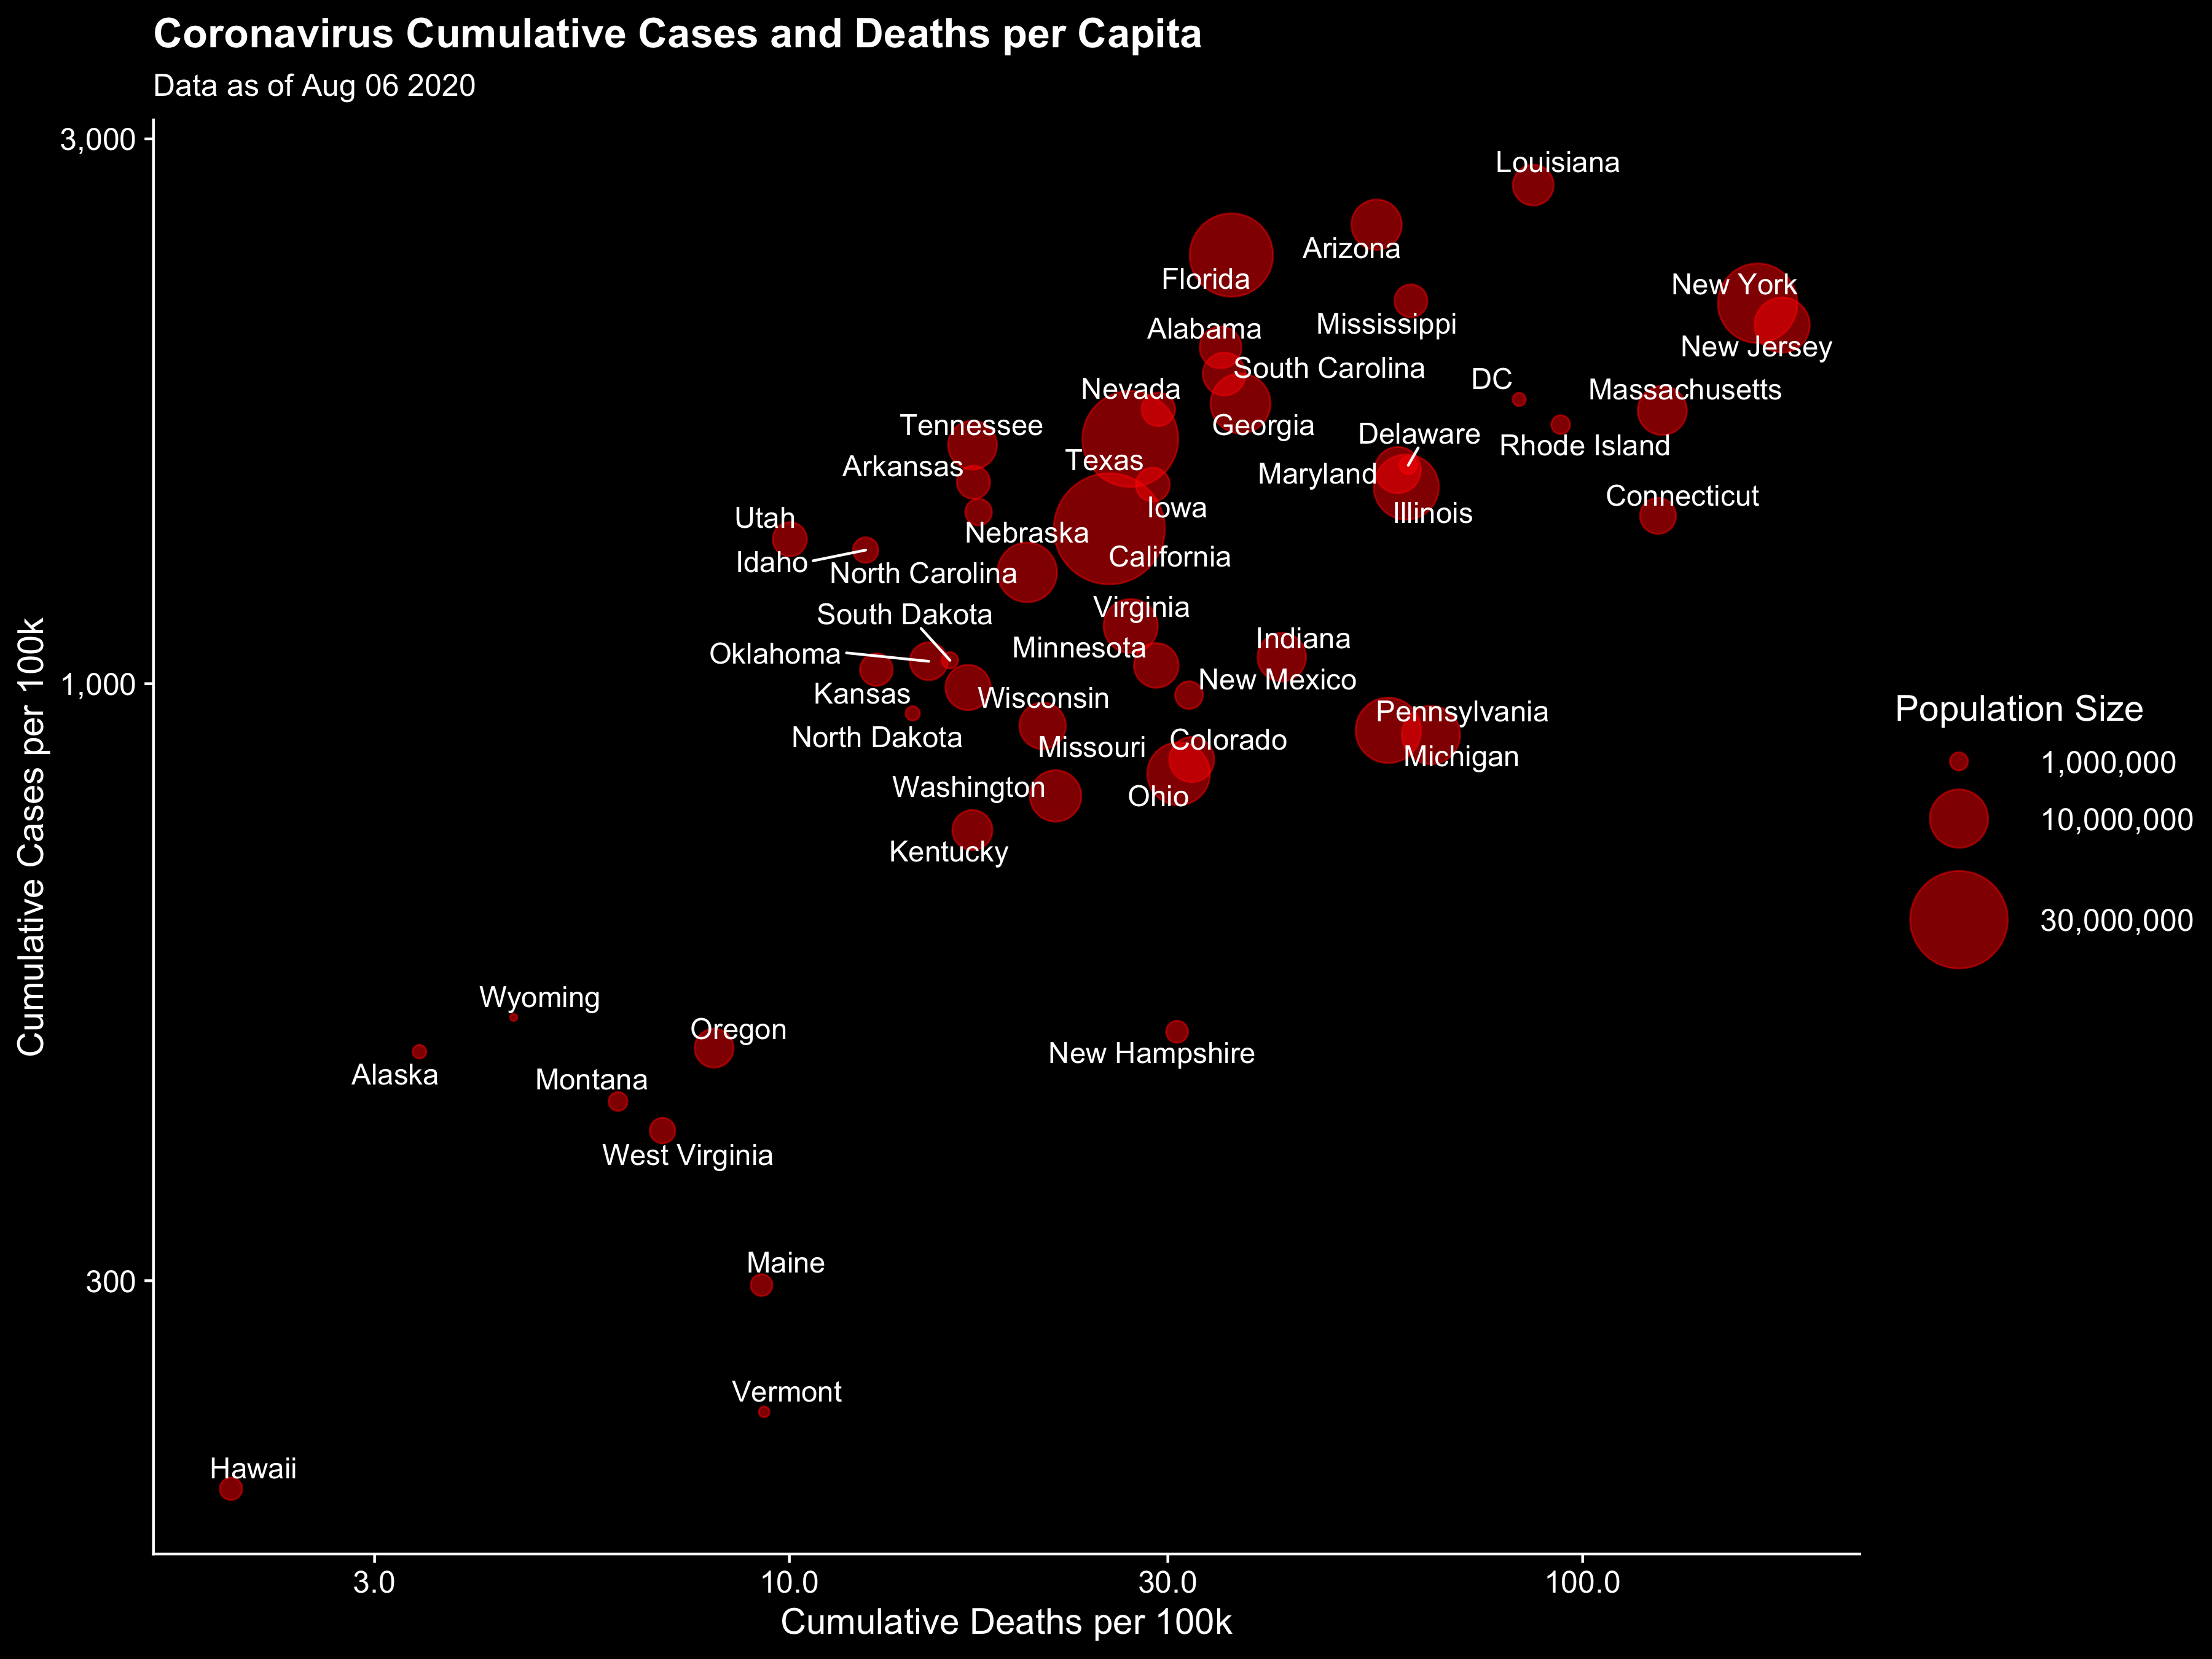 Coronavirus Cumulative Cases and Deaths per Capita
Data as of Aug 06 2020
3,000
1,000
300
Cumulative Cases per 100k
Louisiana
Arizona
Florida
New York
Mississippi
Alabama
New Jersey
South Carolina
DC
Nevada
Massachusetts
Tennessee
Georgia
Delaware
Rhode Island
Texas
Arkansas
Maryland
Connecticut
Iowa
Illinois
Utah
Nebraska
California
Idaho
North Carolina
Virginia
South Dakota
Indiana
Minnesota
Oklahoma
New Mexico
Kansas
Wisconsin
Pennsylvania
North Dakota
Colorado
Missouri
Michigan
Washington
Ohio
Kentucky
Wyoming
Oregon
New Hampshire
Alaska
Montana
West Virginia
Maine
Vermont
Hawaii
3.0
10.0
30.0
100.0
Cumulative Deaths per 100k
Population Size
1,000,000
10,000,000
30,000,000